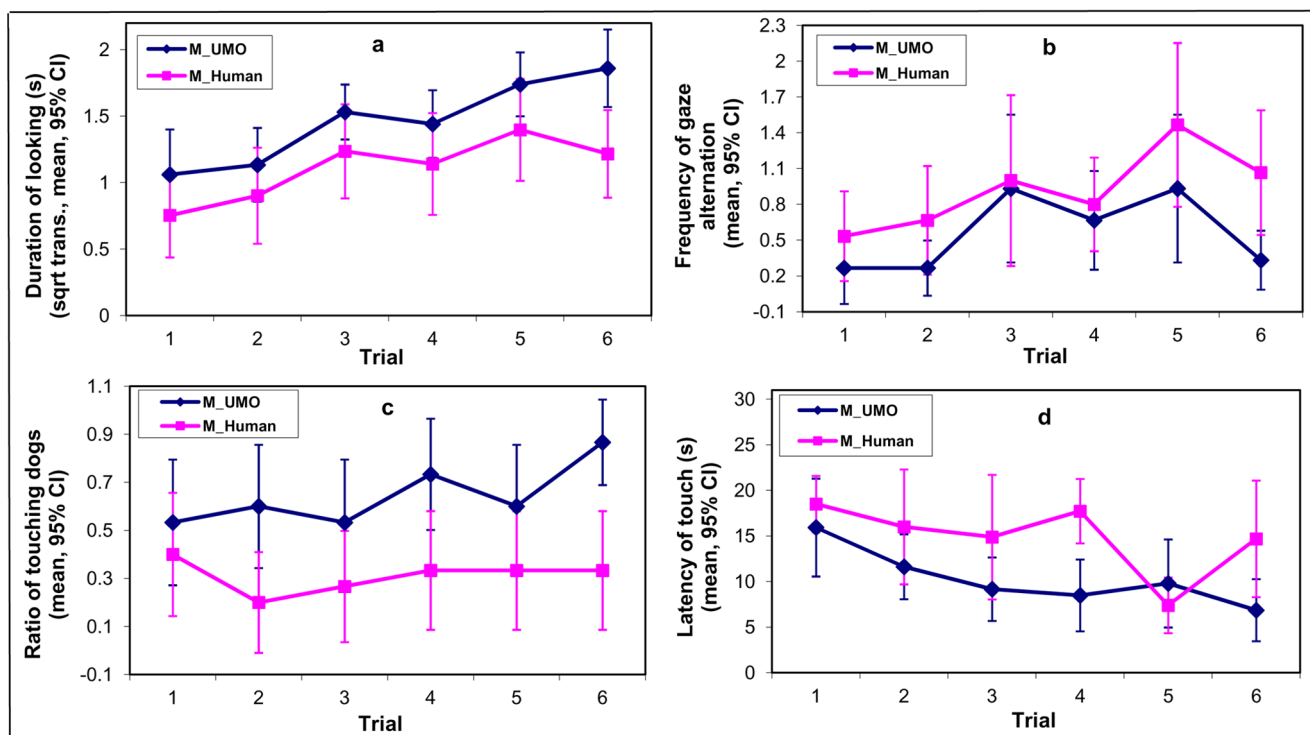 a
M_UMO
M_Human
Duration of looking (s)
(sqrt trans., mean, 95% CI)
2
1.5
1
0.5
0
1 2 3 4 5 6
Trial
b
M_UMO
M_Human
Frequency of gaze
alternation
(mean, 95% CI)
2.3
2
1.7
1.4
1.1
0.8
0.5
0.2
-0.1
1 2 3 4 5 6
Trial
c
M_UMO
M_Human
Ratio of touching dogs
(mean, 95% CI)
1.1
0.9
0.7
0.5
0.3
0.1
-0.1
1 2 3 4 5 6
Trial
d
M_UMO
M_Human
Latency of touch (s)
(mean, 95% CI)
30
25
20
15
10
5
0
1 2 3 4 5 6
Trial